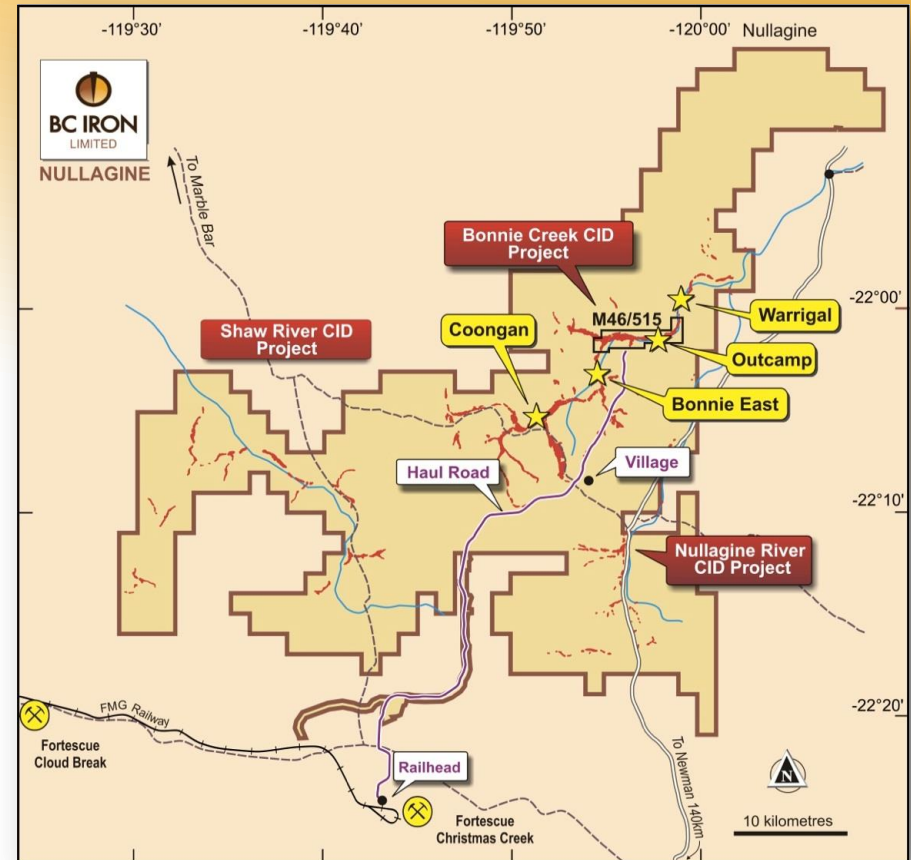 -119°30'
-119°40'
-119°50'
-120°00'
Nullagine
BC IRON
LIMITED
NULLAGINE
To Marble Bar
Bonnie Creek CID
Project
-22°00'
Shaw River CID
Project
Coongan
M46/515
Warrigal
Outcamp
Bonnie East
Haul Road
Village
-22°10'
Nullagine River
CID Project
-22°20'
FMG Railway
Fortescue
Cloud Break
Railhead
To Newman 140km
N
10 kilometres
Fortescue
Christmas Creek